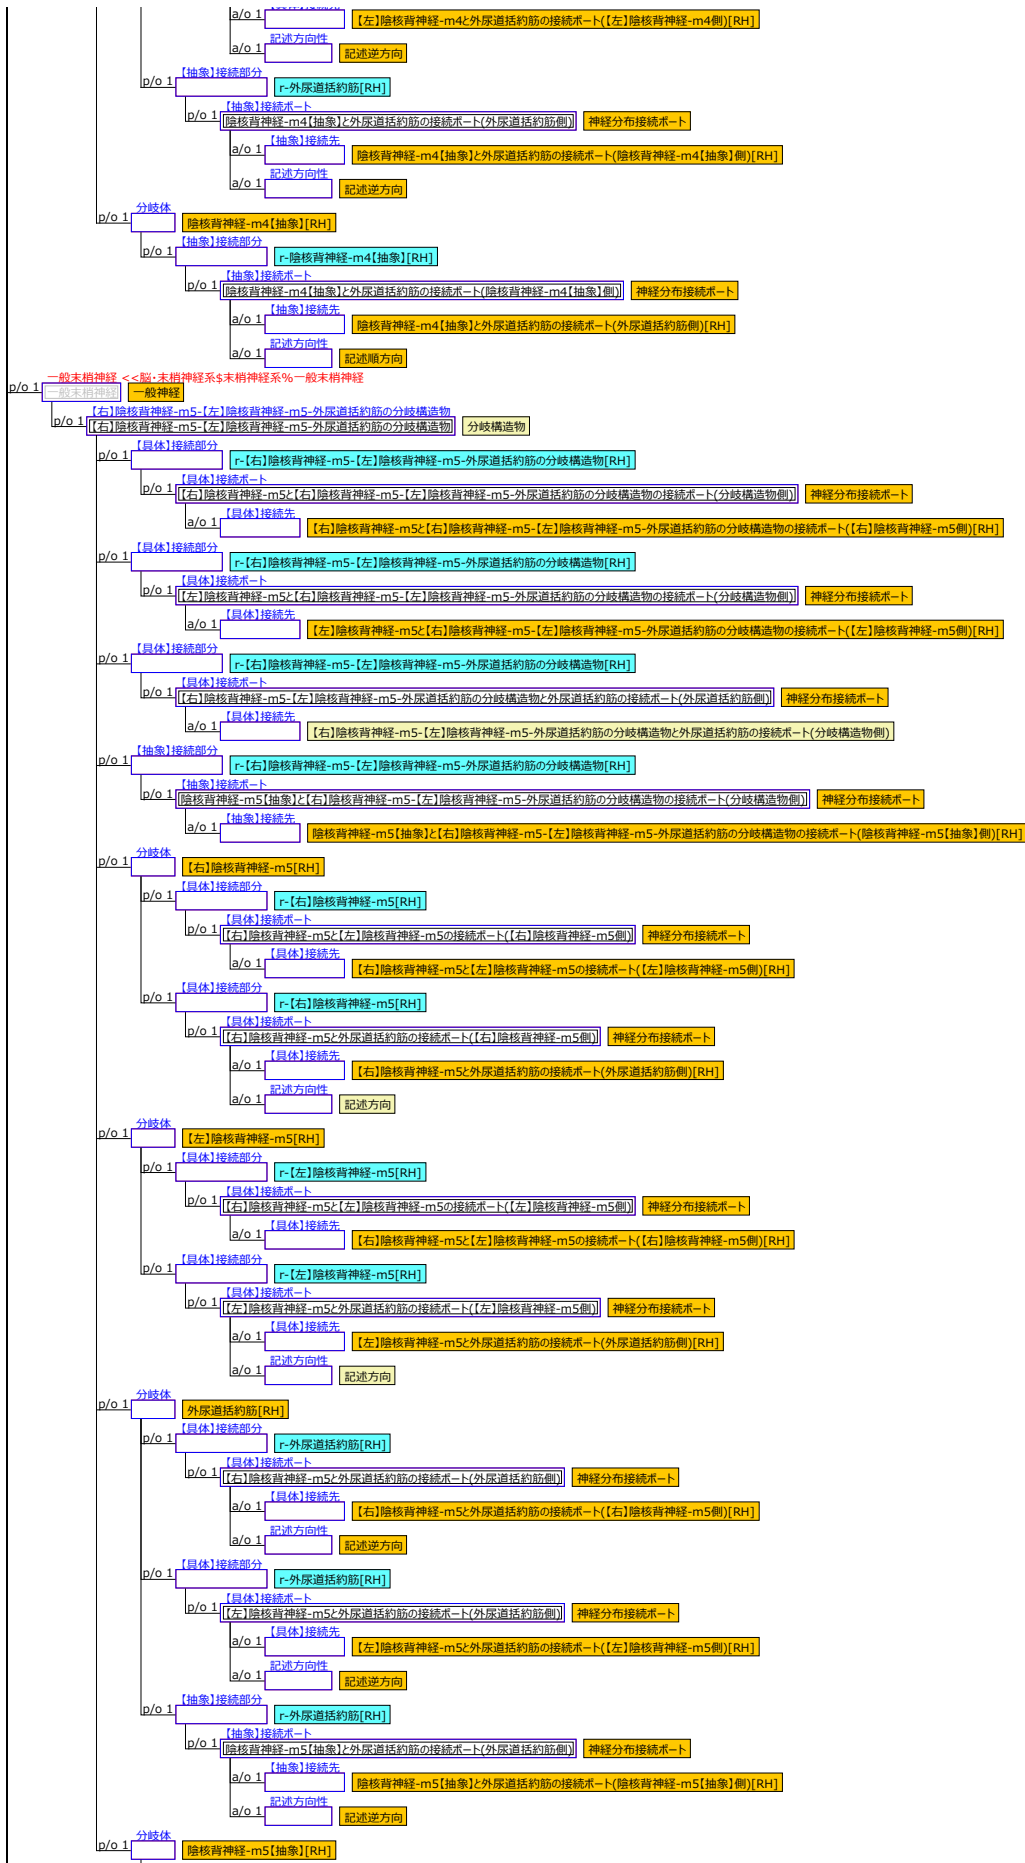 【具体】接続先
a/o 1 【左】陰核背神経-m4と外尿道括約筋の接続ポート(【左】陰核背神経-m4側)[RH]
記述方向性
a/o 1 記述逆方向
【抽象】接続部分
p/o 1 r-外尿道括約筋[RH]
【抽象】接続ポート
p/o 1 陰核背神経-m4【抽象】と外尿道括約筋の接続ポート(外尿道括約筋側) 神経分布接続ポート
【抽象】接続先
a/o 1 陰核背神経-m4【抽象】と外尿道括約筋の接続ポート(陰核背神経-m4【抽象】側)[RH]
記述方向性
a/o 1 記述逆方向
分岐体
p/o 1 陰核背神経-m4【抽象】[RH]
【抽象】接続部分
p/o 1 r-陰核背神経-m4【抽象】[RH]
【抽象】接続ポート
p/o 1 陰核背神経-m4【抽象】と外尿道括約筋の接続ポート(陰核背神経-m4【抽象】側) 神経分布接続ポート
【抽象】接続先
a/o 1 陰核背神経-m4【抽象】と外尿道括約筋の接続ポート(外尿道括約筋側)[RH]
記述方向性
a/o 1 記述順方向
一般末梢神経 <<脳・末梢神経系$末梢神経系%一般末梢神経
p/o 1 一般末梢神経 一般神経
【右】陰核背神経-m5-【左】陰核背神経-m5-外尿道括約筋の分岐構造物
p/o 1 【右】陰核背神経-m5-【左】陰核背神経-m5-外尿道括約筋の分岐構造物 分岐構造物
【具体】接続部分
p/o 1 r-【右】陰核背神経-m5-【左】陰核背神経-m5-外尿道括約筋の分岐構造物[RH]
【具体】接続ポート
p/o 1 【右】陰核背神経-m5と【右】陰核背神経-m5-【左】陰核背神経-m5-外尿道括約筋の分岐構造物の接続ポート(分岐構造物側) 神経分布接続ポート
【具体】接続先
a/o 1 【右】陰核背神経-m5と【右】陰核背神経-m5-【左】陰核背神経-m5-外尿道括約筋の分岐構造物の接続ポート(【右】陰核背神経-m5側)[RH]
【具体】接続部分
p/o 1 r-【右】陰核背神経-m5-【左】陰核背神経-m5-外尿道括約筋の分岐構造物[RH]
【具体】接続ポート
p/o 1 【左】陰核背神経-m5と【右】陰核背神経-m5-【左】陰核背神経-m5-外尿道括約筋の分岐構造物の接続ポート(分岐構造物側) 神経分布接続ポート
【具体】接続先
a/o 1 【左】陰核背神経-m5と【右】陰核背神経-m5-【左】陰核背神経-m5-外尿道括約筋の分岐構造物の接続ポート(【左】陰核背神経-m5側)[RH]
【具体】接続部分
p/o 1 r-【右】陰核背神経-m5-【左】陰核背神経-m5-外尿道括約筋の分岐構造物[RH]
【具体】接続ポート
p/o 1 【右】陰核背神経-m5-【左】陰核背神経-m5-外尿道括約筋の分岐構造物と外尿道括約筋の接続ポート(外尿道括約筋側) 神経分布接続ポート
【具体】接続先
a/o 1 【右】陰核背神経-m5-【左】陰核背神経-m5-外尿道括約筋の分岐構造物と外尿道括約筋の接続ポート(分岐構造物側)
【抽象】接続部分
p/o 1 r-【右】陰核背神経-m5-【左】陰核背神経-m5-外尿道括約筋の分岐構造物[RH]
【抽象】接続ポート
p/o 1 陰核背神経-m5【抽象】と【右】陰核背神経-m5-【左】陰核背神経-m5-外尿道括約筋の分岐構造物の接続ポート(分岐構造物側) 神経分布接続ポート
【抽象】接続先
a/o 1 陰核背神経-m5【抽象】と【右】陰核背神経-m5-【左】陰核背神経-m5-外尿道括約筋の分岐構造物の接続ポート(陰核背神経-m5【抽象】側)[RH]
分岐体
p/o 1 【右】陰核背神経-m5[RH]
【具体】接続部分
p/o 1 r-【右】陰核背神経-m5[RH]
【具体】接続ポート
p/o 1 【右】陰核背神経-m5と【左】陰核背神経-m5の接続ポート(【右】陰核背神経-m5側) 神経分布接続ポート
【具体】接続先
a/o 1 【右】陰核背神経-m5と【左】陰核背神経-m5の接続ポート(【左】陰核背神経-m5側)[RH]
【具体】接続部分
p/o 1 r-【右】陰核背神経-m5[RH]
【具体】接続ポート
p/o 1 【右】陰核背神経-m5と外尿道括約筋の接続ポート(【右】陰核背神経-m5側) 神経分布接続ポート
【具体】接続先
a/o 1 【右】陰核背神経-m5と外尿道括約筋の接続ポート(外尿道括約筋側)[RH]
記述方向性
a/o 1 記述方向
分岐体
p/o 1 【左】陰核背神経-m5[RH]
【具体】接続部分
p/o 1 r-【左】陰核背神経-m5[RH]
【具体】接続ポート
p/o 1 【右】陰核背神経-m5と【左】陰核背神経-m5の接続ポート(【左】陰核背神経-m5側) 神経分布接続ポート
【具体】接続先
a/o 1 【右】陰核背神経-m5と【左】陰核背神経-m5の接続ポート(【右】陰核背神経-m5側)[RH]
【具体】接続部分
p/o 1 r-【左】陰核背神経-m5[RH]
【具体】接続ポート
p/o 1 【左】陰核背神経-m5と外尿道括約筋の接続ポート(【左】陰核背神経-m5側) 神経分布接続ポート
【具体】接続先
a/o 1 【左】陰核背神経-m5と外尿道括約筋の接続ポート(外尿道括約筋側)[RH]
記述方向性
a/o 1 記述方向
分岐体
p/o 1 外尿道括約筋[RH]
【具体】接続部分
p/o 1 r-外尿道括約筋[RH]
【具体】接続ポート
p/o 1 【右】陰核背神経-m5と外尿道括約筋の接続ポート(外尿道括約筋側) 神経分布接続ポート
【具体】接続先
a/o 1 【右】陰核背神経-m5と外尿道括約筋の接続ポート(【右】陰核背神経-m5側)[RH]
記述方向性
a/o 1 記述逆方向
【具体】接続部分
p/o 1 r-外尿道括約筋[RH]
【具体】接続ポート
p/o 1 【左】陰核背神経-m5と外尿道括約筋の接続ポート(外尿道括約筋側) 神経分布接続ポート
【具体】接続先
a/o 1 【左】陰核背神経-m5と外尿道括約筋の接続ポート(【左】陰核背神経-m5側)[RH]
記述方向性
a/o 1 記述逆方向
【抽象】接続部分
p/o 1 r-外尿道括約筋[RH]
【抽象】接続ポート
p/o 1 陰核背神経-m5【抽象】と外尿道括約筋の接続ポート(外尿道括約筋側) 神経分布接続ポート
【抽象】接続先
a/o 1 陰核背神経-m5【抽象】と外尿道括約筋の接続ポート(陰核背神経-m5【抽象】側)[RH]
記述方向性
a/o 1 記述逆方向
分岐体
p/o 1 陰核背神経-m5【抽象】[RH]